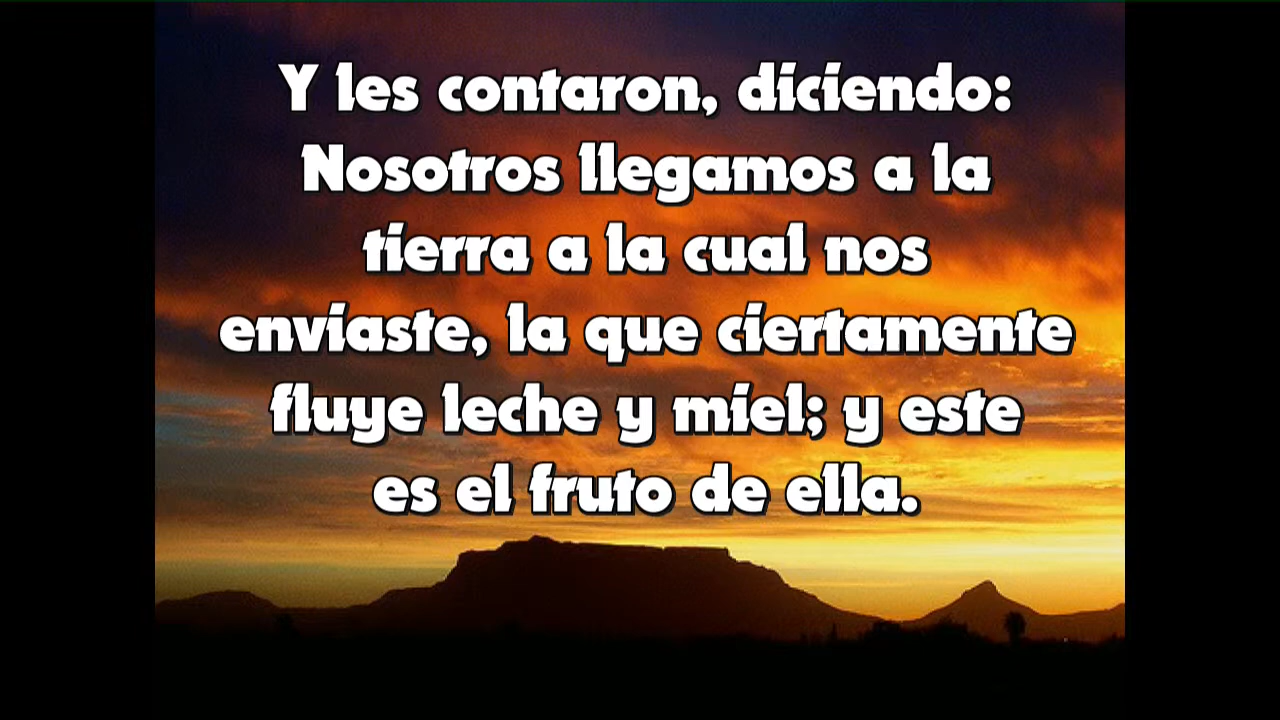 Y les contaron, diciendo:
Nosotros llegamos a la
tierra a la cual nos
enviaste, la que ciertamente
fluye leche y miel; y este
es el fruto de ella.